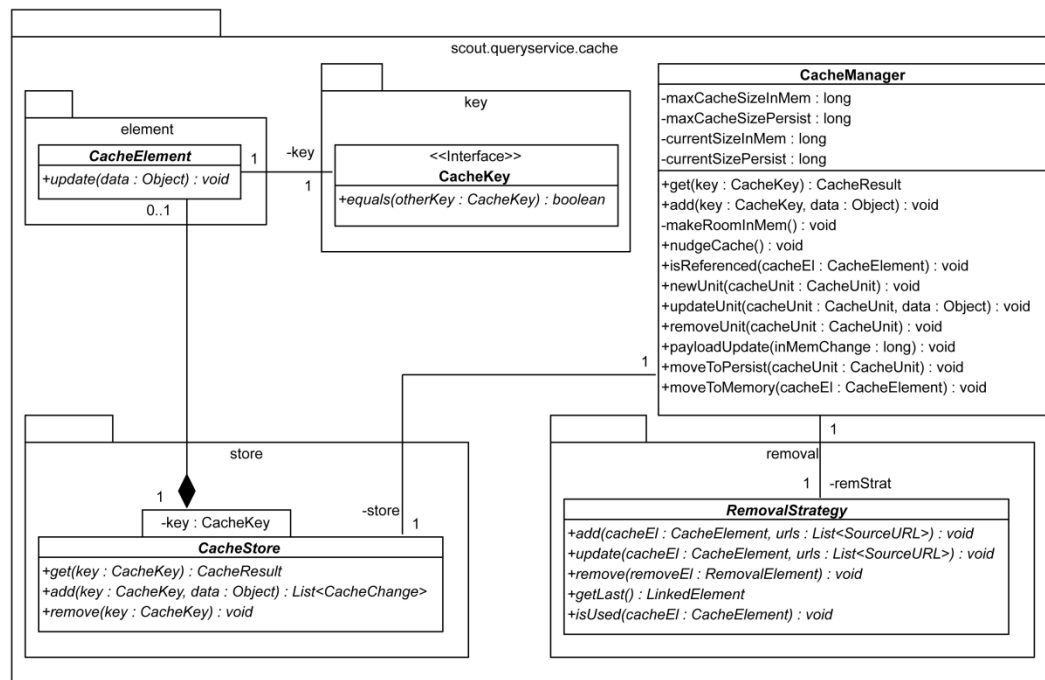 scout.queryservice.cache
element
CacheElement
+update(data : Object) : void
1
-key
1
0..1
key
<<Interface>>
CacheKey
+equals(otherKey : CacheKey) : boolean
CacheManager
-maxCacheSizeInMem : long
-maxCacheSizePersist : long
-currentSizeInMem : long
-currentSizePersist : long
+get(key : CacheKey) : CacheResult
+add(key : CacheKey, data : Object) : void
-makeRoomInMem() : void
+nudgeCache() : void
+isReferenced(cacheEl : CacheElement) : void
+newUnit(cacheUnit : CacheUnit) : void
+updateUnit(cacheUnit : CacheUnit, data : Object) : void
+removeUnit(cacheUnit : CacheUnit) : void
+payloadUpdate(inMemChange : long) : void
+moveToPersist(cacheUnit : CacheUnit) : void
+moveToMemory(cacheEl : CacheElement) : void
1
1
store
1
-key : CacheKey
-store
1
CacheStore
+get(key : CacheKey) : CacheResult
+add(key : CacheKey, data : Object) : List<CacheChange>
+remove(key : CacheKey) : void
removal
1
-remStrat
RemovalStrategy
+add(cacheEl : CacheElement, urls : List<SourceURL>) : void
+update(cacheEl : CacheElement, urls : List<SourceURL>) : void
+remove(removeEl : RemovalElement) : void
+getLast() : LinkedElement
+isUsed(cacheEl : CacheElement) : void